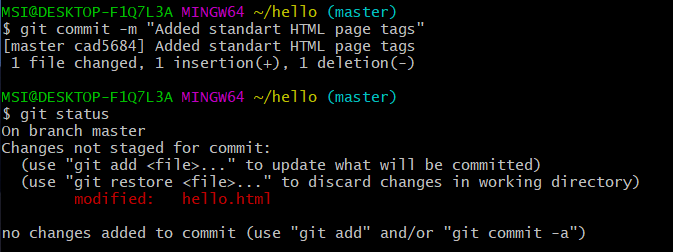 MSI@DESKTOP-F1Q7L3A MINGW64 ~/hello (master)
$ git commit -m "Added standart HTML page tags"
[master cad5684] Added standart HTML page tags
 1 file changed, 1 insertion(+), 1 deletion(-)

MSI@DESKTOP-F1Q7L3A MINGW64 ~/hello (master)
$ git status
On branch master
Changes not staged for commit:
  (use "git add <file>..." to update what will be committed)
  (use "git restore <file>..." to discard changes in working directory)
        modified:   hello.html

no changes added to commit (use "git add" and/or "git commit -a")